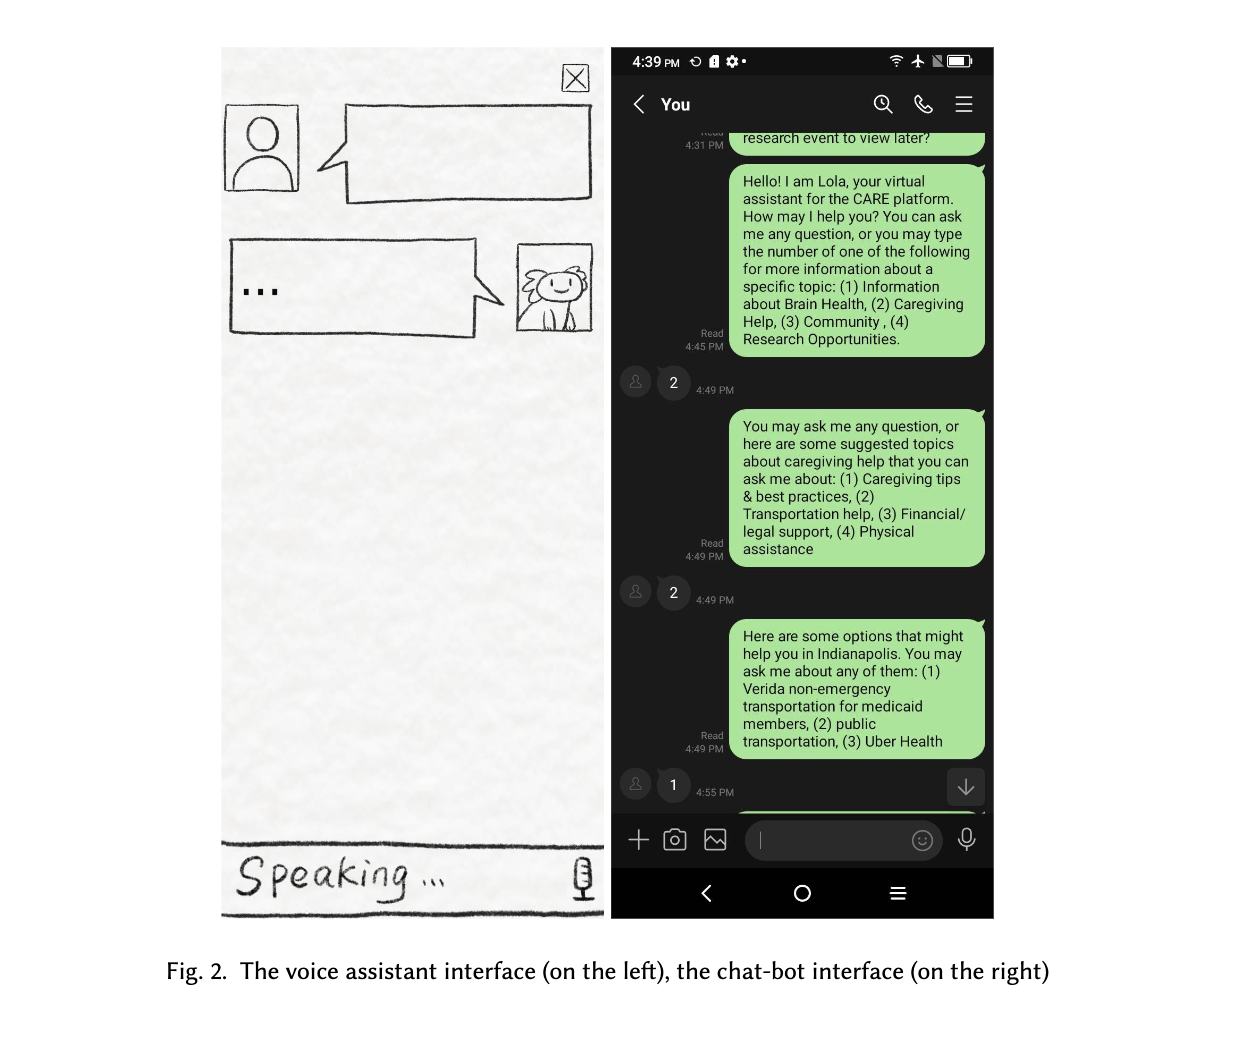 ...
Speaking ...
4:39 PM
You
Read
4:31 PM
research event to view later?
Hello! I am Lola, your virtual
assistant for the CARE platform.
How may I help you? You can ask
me any question, or you may type
the number of one of the following
for more information about a
specific topic: (1) Information
about Brain Health, (2) Caregiving
Help, (3) Community , (4)
Research Opportunities.
Read
4:45 PM
2
4:49 PM
You may ask me any question, or
here are some suggested topics
about caregiving help that you can
ask me about: (1) Caregiving tips
& best practices, (2)
Transportation help, (3) Financial/
legal support, (4) Physical
assistance
Read
4:49 PM
2
4:49 PM
Here are some options that might
help you in Indianapolis. You may
ask me about any of them: (1)
Verida non-emergency
transportation for medicaid
members, (2) public
transportation, (3) Uber Health
Read
4:49 PM
1
4:55 PM
Fig. 2. The voice assistant interface (on the left), the chat-bot interface (on the right)